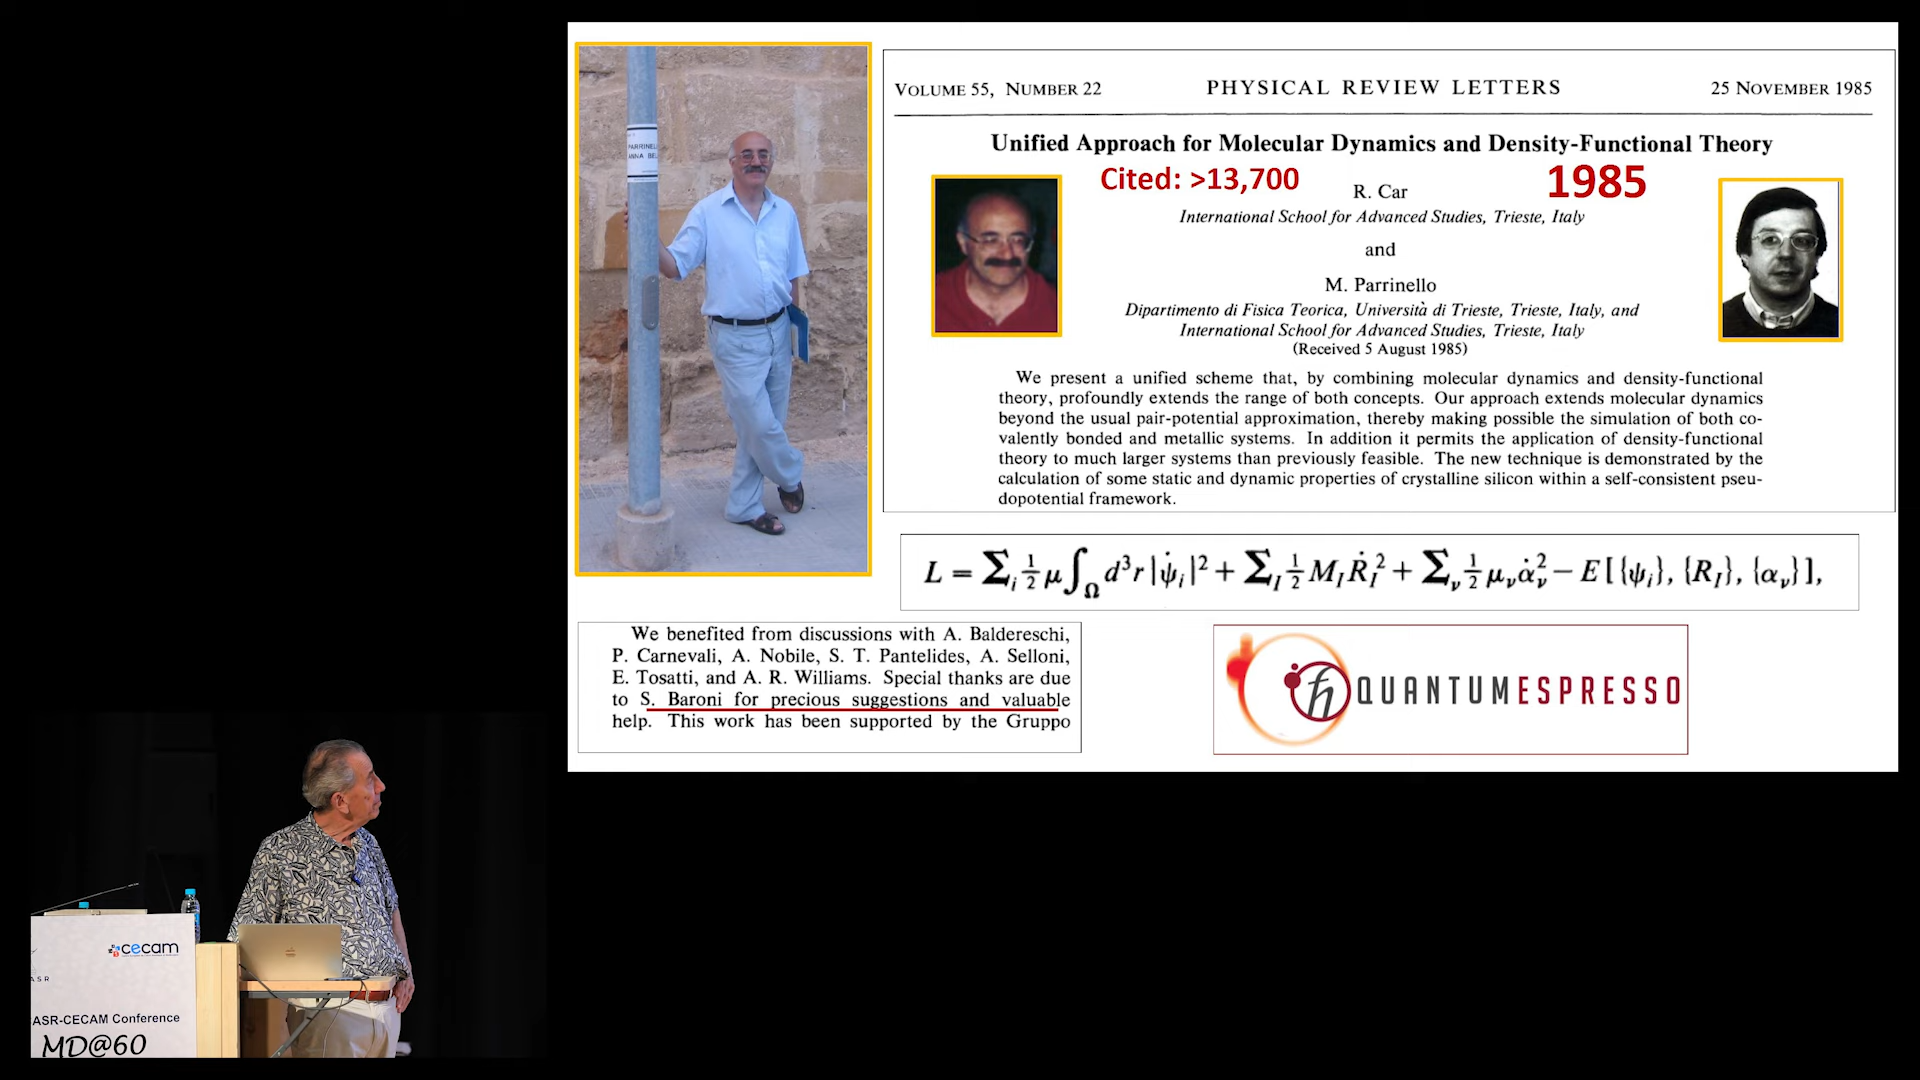 PARRINEL
ANNA BEL
VOLUME 55, NUMBER 22 PHYSICAL REVIEW LETTERS 25 NOVEMBER 1985
Unified Approach for Molecular Dynamics and Density-Functional Theory
Cited: >13,700
1985
R. Car
International School for Advanced Studies, Trieste, Italy
and
M. Parrinello
Dipartimento di Fisica Teorica, Università di Trieste, Trieste, Italy, and
International School for Advanced Studies, Trieste, Italy
(Received 5 August 1985)
We present a unified scheme that, by combining molecular dynamics and density-functional
theory, profoundly extends the range of both concepts. Our approach extends molecular dynamics
beyond the usual pair-potential approximation, thereby making possible the simulation of both co-
valently bonded and metallic systems. In addition it permits the application of density-functional
theory to much larger systems than previously feasible. The new technique is demonstrated by the
calculation of some static and dynamic properties of crystalline silicon within a self-consistent pseu-
dopotential framework.
L = Σ_i ½ μ ∫_Ω d³r |ψ̇_i|² + Σ_I ½ M_I Ṙ_I² + Σ_ν ½ μ_ν α̇_ν² − E[{ψ_i}, {R_I}, {α_ν}],
We benefited from discussions with A. Baldereschi,
P. Carnevali, A. Nobile, S. T. Pantelides, A. Selloni,
E. Tosatti, and A. R. Williams. Special thanks are due
to S. Baroni for precious suggestions and valuable
help. This work has been supported by the Gruppo
QUANTUMESPRESSO
cecam
ASR
ASR-CECAM Conference
MD@60